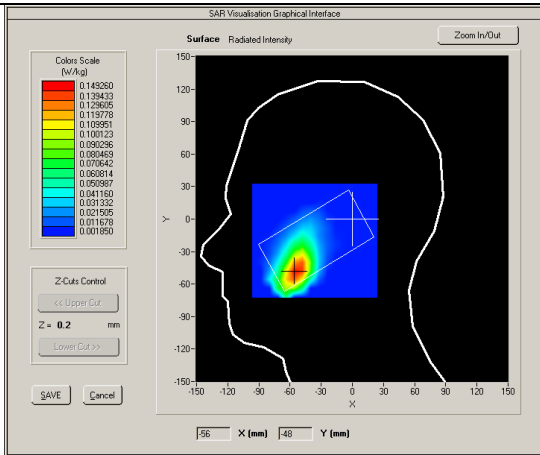 SAR Visualisation Graphical Interface
Surface Radiated Intensity
Zoom In/Out
Colors Scale
(W/kg)
0.149260
0.139433
0.129605
0.119778
0.109951
0.100123
0.090296
0.080469
0.070642
0.060814
0.050987
0.041160
0.031332
0.021505
0.011678
0.001850
Z-Cuts Control
<< Upper Cut
Z = 0.2 mm
Lower Cut >>
SAVE Cancel
150-
120-
90-
60-
30-
0-
-30-
-60-
-90-
-120-
-150-
Y
-150 -120 -90 -60 -30 0 30 60 90 120 150
X
-56 X (mm) -48 Y (mm)